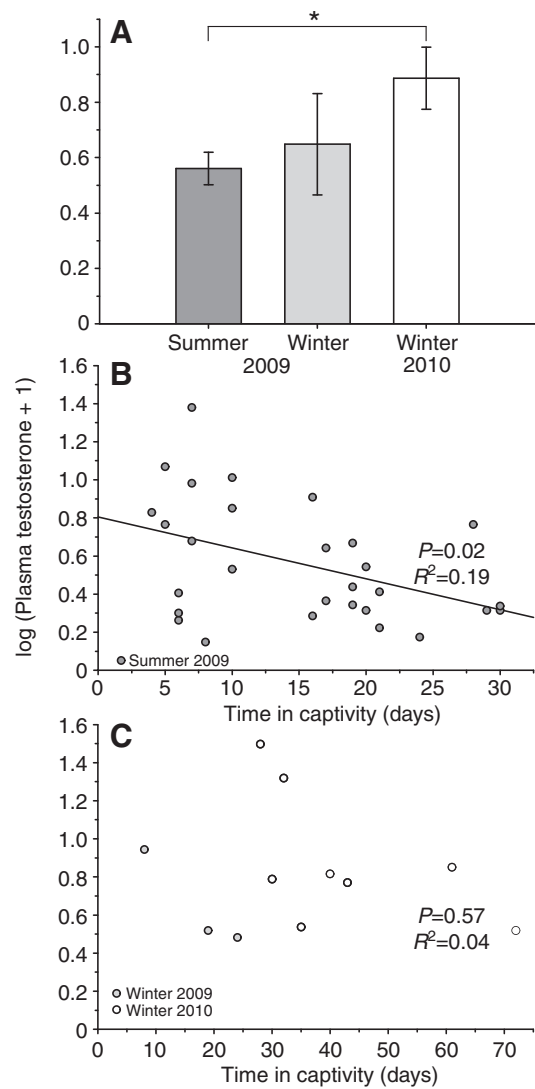 A
*
1.0
0.8
0.6
0.4
0.2
0
Summer Winter Winter
2009 2010
log (Plasma testosterone + 1)
B
1.6
1.4
1.2
1.0
0.8
0.6
0.4
0.2
0
P=0.02
R²=0.19
Summer 2009
0 5 10 15 20 25 30
Time in captivity (days)
C
1.6
1.4
1.2
1.0
0.8
0.6
0.4
0.2
0
P=0.57
R²=0.04
Winter 2009
Winter 2010
0 10 20 30 40 50 60 70
Time in captivity (days)